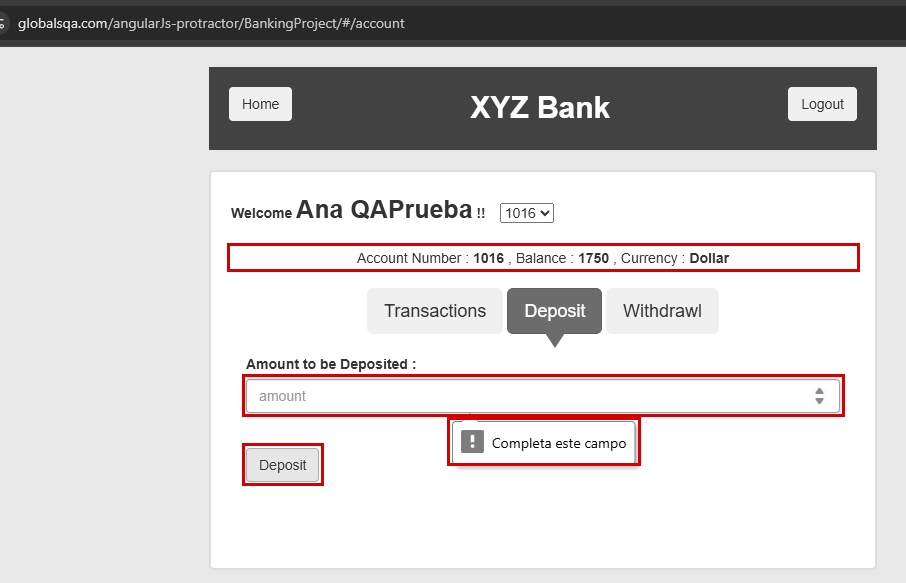 globalsqa.com/angularJs-protractor/BankingProject/#/account
Home
XYZ Bank
Logout
Welcome Ana QAPrueba !! 1016
Account Number : 1016 , Balance : 1750 , Currency : Dollar
Transactions
Deposit
Withdrawl
Amount to be Deposited :
amount
Completa este campo
Deposit